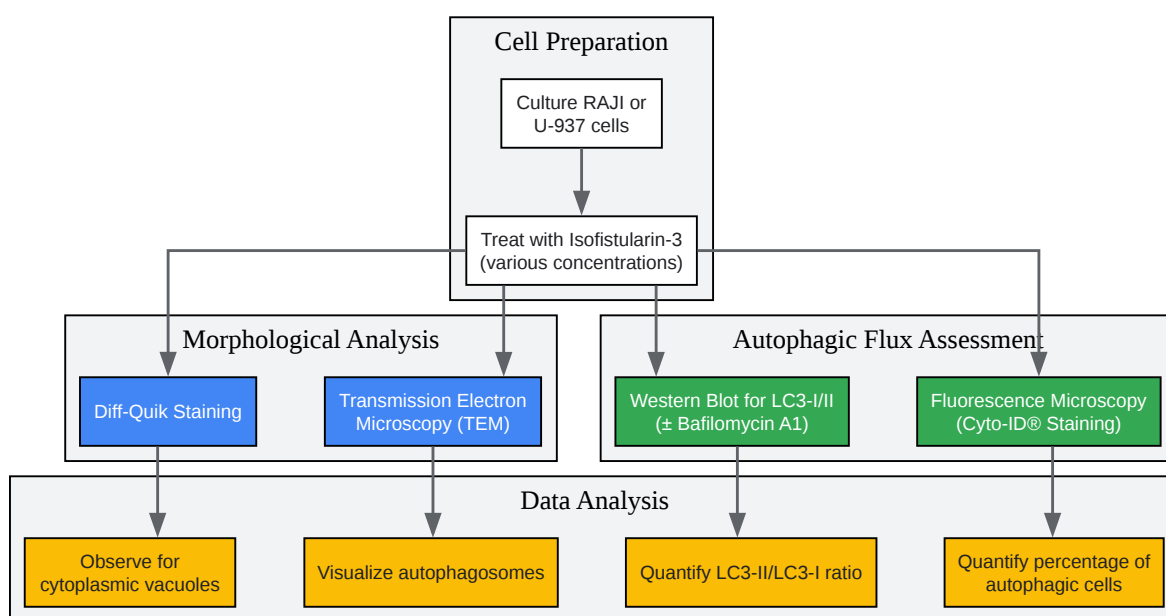 Cell Preparation
Culture RAJI or
U-937 cells
Treat with Isofistularin-3
(various concentrations)
Morphological Analysis
Autophagic Flux Assessment
Diff-Quik Staining
Transmission Electron
Microscopy (TEM)
Western Blot for LC3-I/II
(± Bafilomycin A1)
Fluorescence Microscopy
(Cyto-ID® Staining)
Data Analysis
Observe for
cytoplasmic vacuoles
Visualize autophagosomes
Quantify LC3-II/LC3-I ratio
Quantify percentage of
autophagic cells